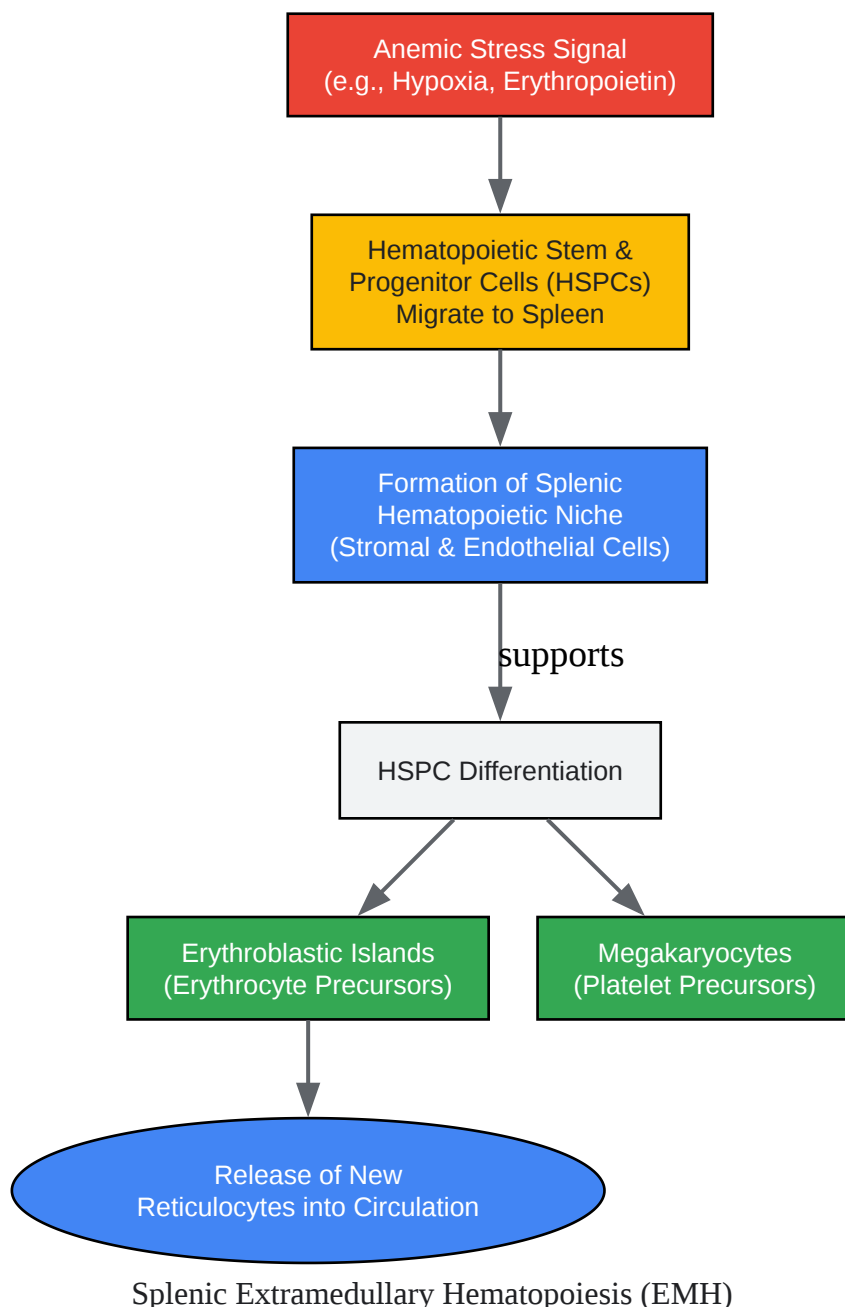 Anemic Stress Signal
(e.g., Hypoxia, Erythropoietin)
Hematopoietic Stem &
Progenitor Cells (HSPCs)
Migrate to Spleen
Formation of Splenic
Hematopoietic Niche
(Stromal & Endothelial Cells)
supports
HSPC Differentiation
Erythroblastic Islands
(Erythrocyte Precursors)
Megakaryocytes
(Platelet Precursors)
Release of New
Reticulocytes into Circulation
Splenic Extramedullary Hematopoiesis (EMH)